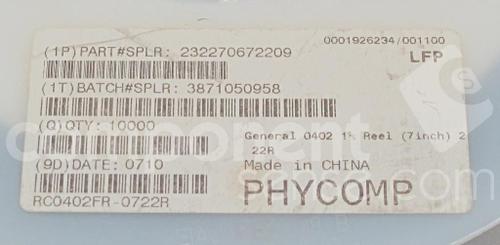 0001926234/001100
(1P)PART#SPLR: 232270672209
LFP
(1T)BATCH#SPLR: 3871050958
(Q)QTY: 10000
General 0402 1% Reel (7inch)
22R
(9D)DATE: 0710
Made in CHINA
RC0402FR-0722R
PHYCOMP